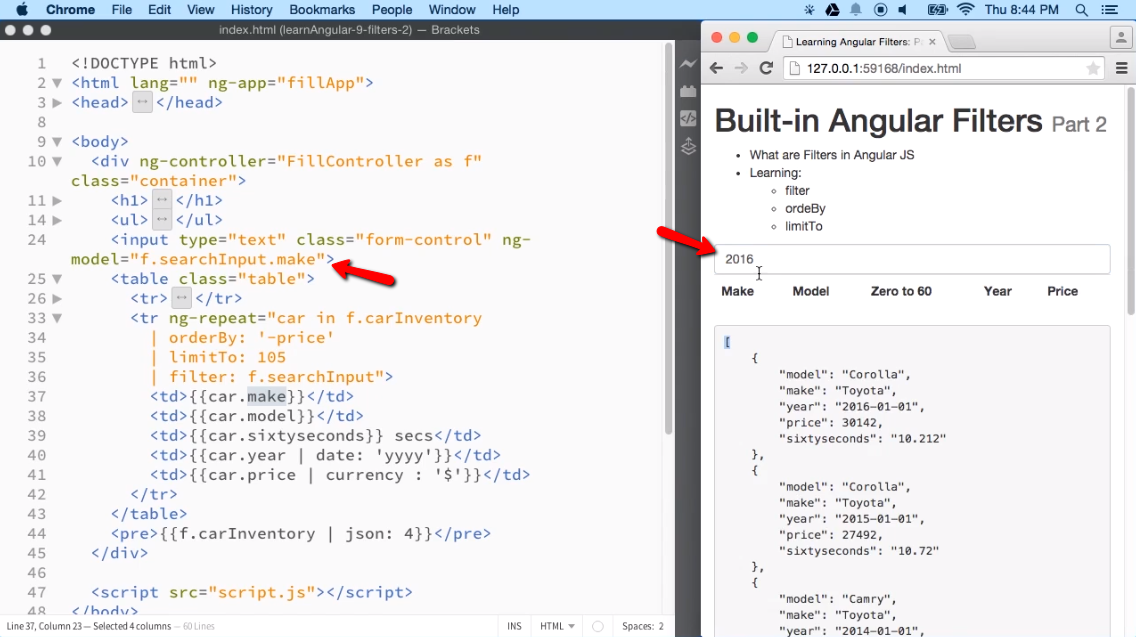 Chrome File Edit View History Bookmarks People Window Help Thu 8:44 PM
index.html (learnAngular-9-filters-2) — Brackets
1 <!DOCTYPE html>
2 <html lang="" ng-app="fillApp">
3 <head> </head>
8
9 <body>
10 <div ng-controller="FillController as f"
class="container">
11 <h1> </h1>
14 <ul> </ul>
24 <input type="text" class="form-control" ng-
model="f.searchInput.make">
25 <table class="table">
26 <tr> </tr>
33 <tr ng-repeat="car in f.carInventory
34 | orderBy: '-price'
35 | limitTo: 105
36 | filter: f.searchInput">
37 <td>{{car.make}}</td>
38 <td>{{car.model}}</td>
39 <td>{{car.sixtyseconds}} secs</td>
40 <td>{{car.year | date: 'yyyy'}}</td>
41 <td>{{car.price | currency : '$'}}</td>
42 </tr>
43 </table>
44 <pre>{{f.carInventory | json: 4}}</pre>
45 </div>
46
47 <script src="script.js"></script>
48 </body>
Line 37, Column 23 — Selected 4 columns — 60 Lines
INS HTML Spaces: 2
Learning Angular Filters: P
127.0.0.1:59168/index.html
Built-in Angular Filters Part 2
What are Filters in Angular JS
Learning:
filter
ordeBy
limitTo
2016
Make Model Zero to 60 Year Price
[
{
"model": "Corolla",
"make": "Toyota",
"year": "2016-01-01",
"price": 30142,
"sixtyseconds": "10.212"
},
{
"model": "Corolla",
"make": "Toyota",
"year": "2015-01-01",
"price": 27492,
"sixtyseconds": "10.72"
},
{
"model": "Camry",
"make": "Toyota",
"year": "2014-01-01",